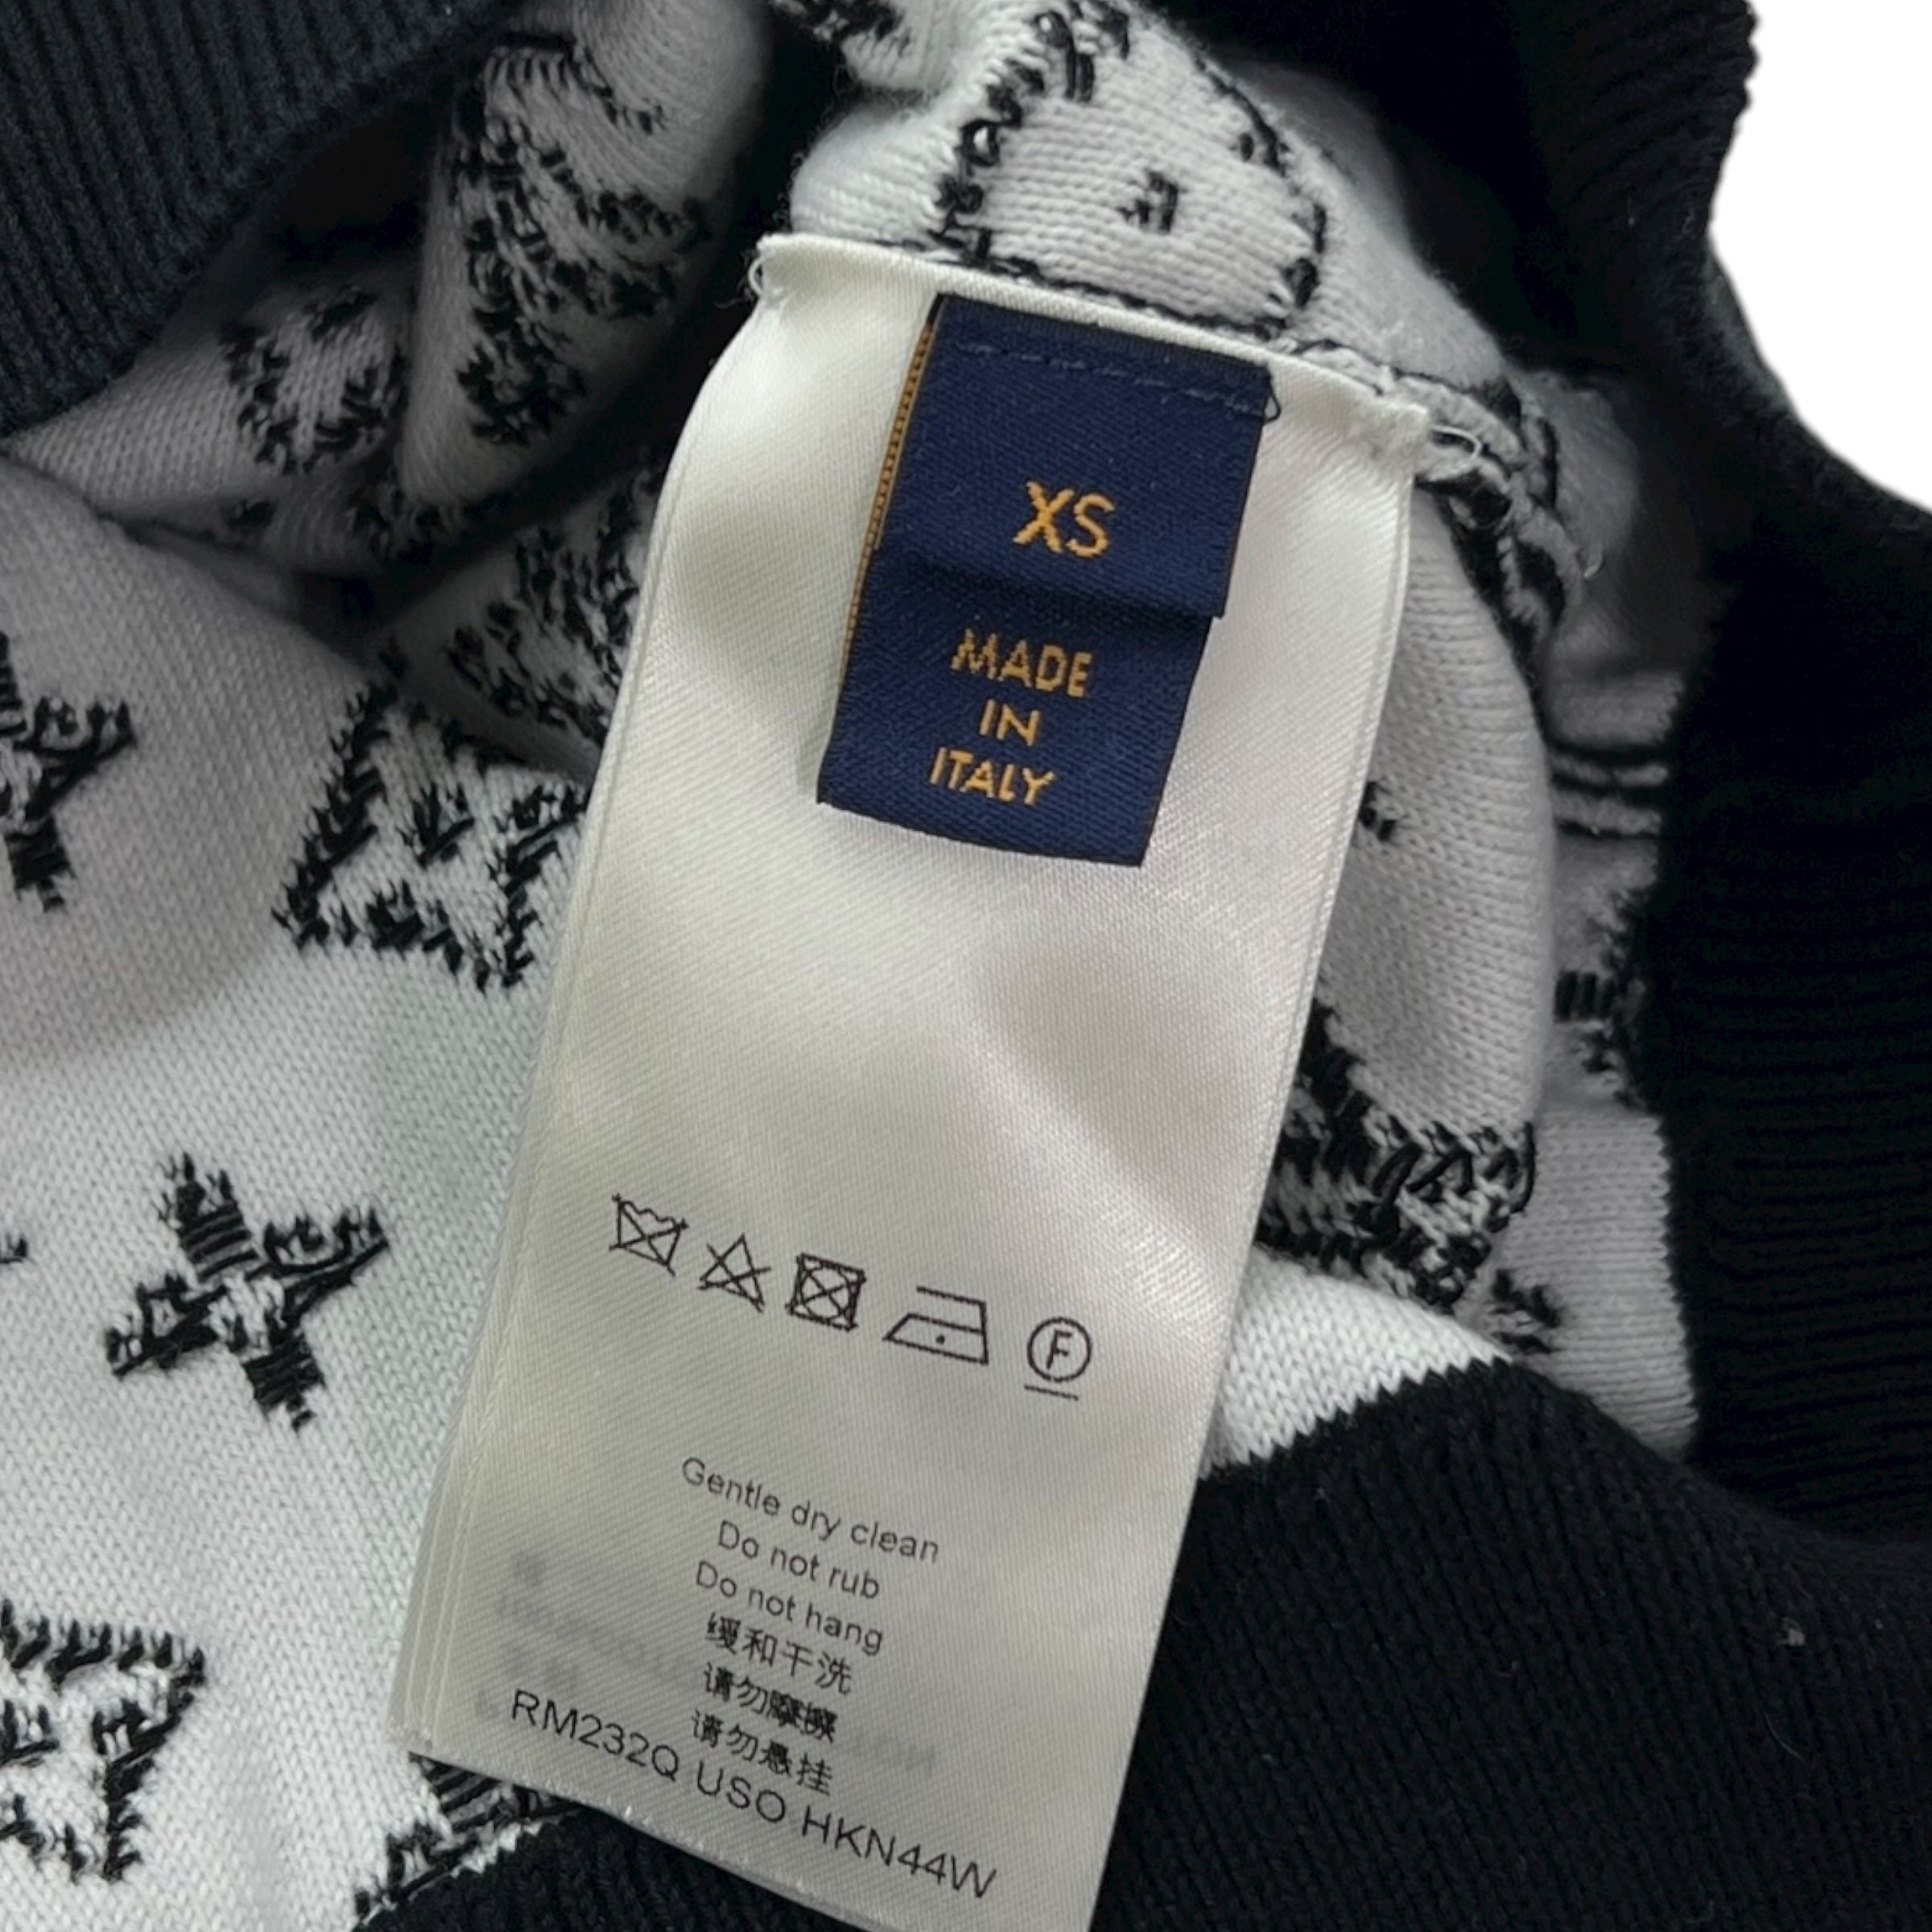 XS
MADE
IN
ITALY
F
Gentle dry clean
Do not rub
Do not hang
缓和干洗
请勿摩擦
请勿悬挂
RM232Q USO HKN44W